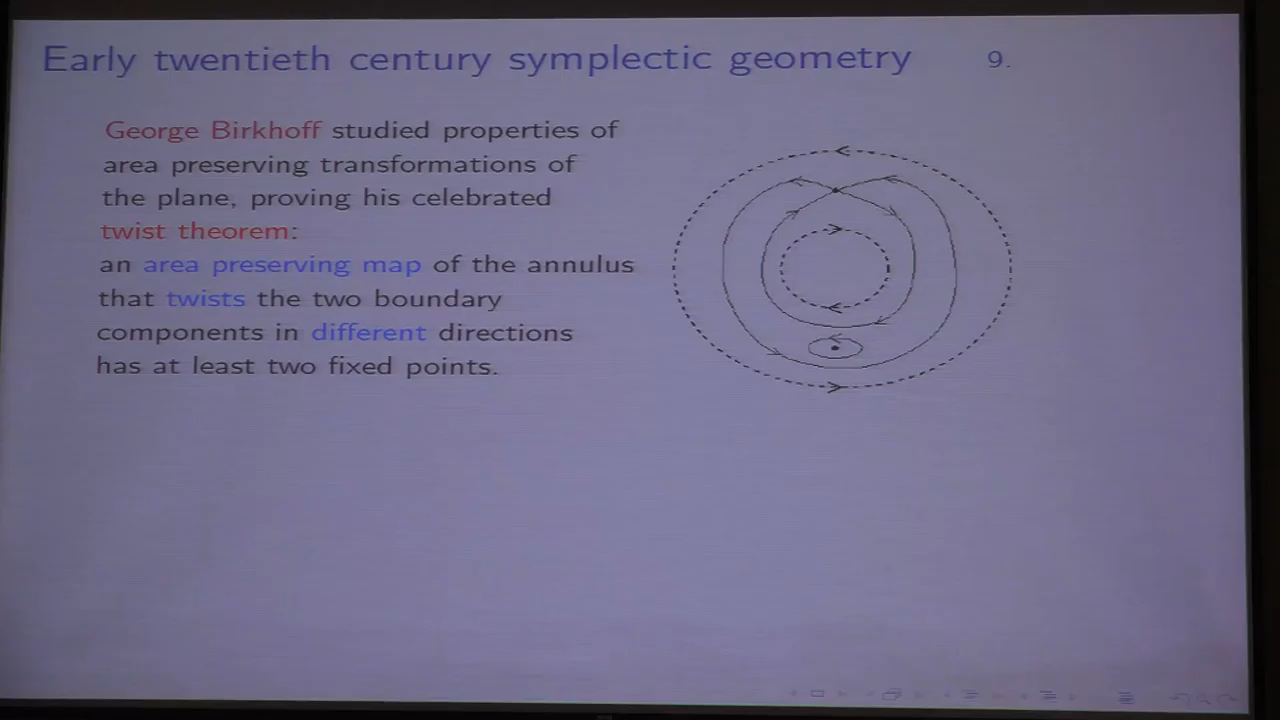 Early twentieth century symplectic geometry 9.
George Birkhoff studied properties of
area preserving transformations of
the plane, proving his celebrated
twist theorem:
an area preserving map of the annulus
that twists the two boundary
components in different directions
has at least two fixed points.